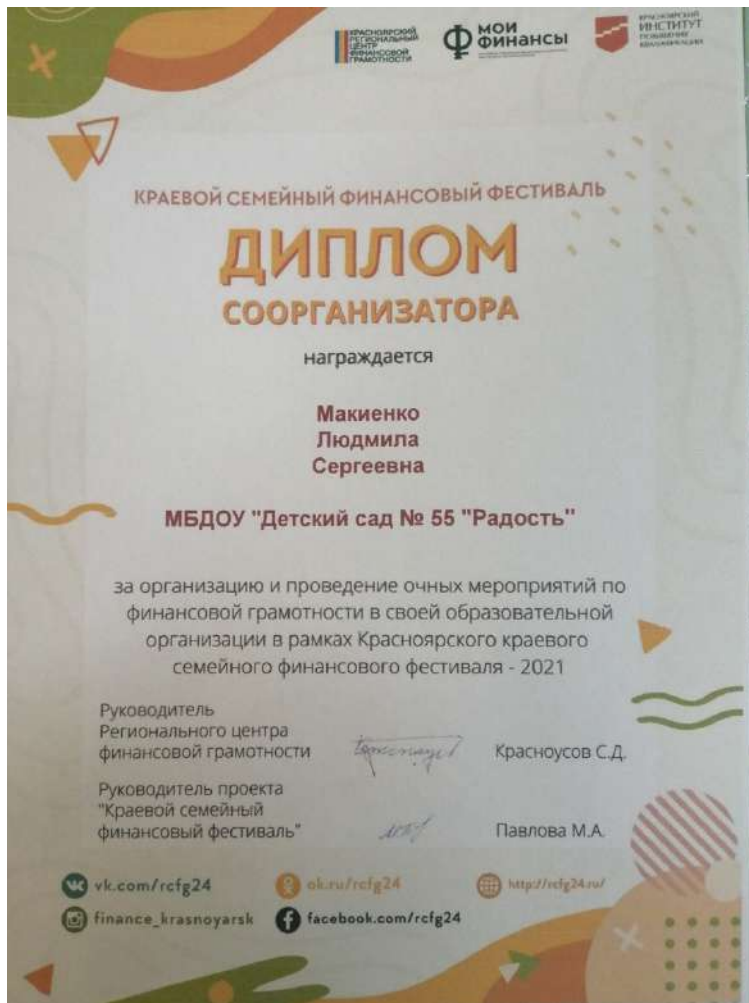 КРАСНОЯРСКИЙ
РЕГИОНАЛЬНЫЙ
ЦЕНТР
ФИНАНСОВОЙ
ГРАМОТНОСТИ
МОИ
ФИНАНСЫ
КРАСНОЯРСКИЙ
ИНСТИТУТ
ПОВЫШЕНИЯ
КВАЛИФИКАЦИИ
КРАЕВОЙ СЕМЕЙНЫЙ ФИНАНСОВЫЙ ФЕСТИВАЛЬ
ДИПЛОМ
СООРГАНИЗАТОРА
награждается
Макиенко
Людмила
Сергеевна
МБДОУ "Детский сад № 55 "Радость"
за организацию и проведение очных мероприятий по
финансовой грамотности в своей образовательной
организации в рамках Красноярского краевого
семейного финансового фестиваля - 2021
Руководитель
Регионального центра
финансовой грамотности
Красноусов С.Д.
Руководитель проекта
"Краевой семейный
финансовый фестиваль"
Павлова М.А.
vk.com/rcfg24
ok.ru/rcfg24
http://rcfg24.ru/
finance_krasnoyarsk
facebook.com/rcfg24